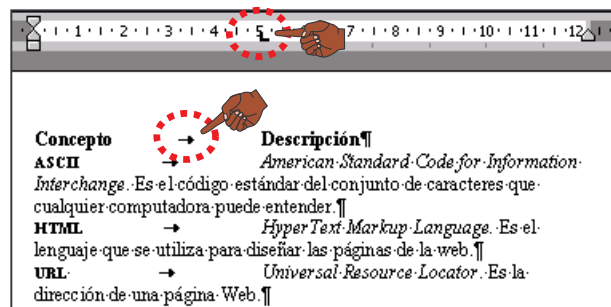 1 2 3 4 5 7 8 9 10 11 12
Concepto → Descripción¶
ASCII → American·Standard·Code·for·Information·
Interchange.·Es·el·código·estándar·del·conjunto·de·caracteres·que·
cualquier·computadora·puede·entender.¶
HTML → HyperText·Markup·Language.·Es·el·
lenguaje·que·se·utiliza·para·diseñar·las·páginas·de·la·web.¶
URL· → Universal·Resource·Locator.·Es·la·
dirección·de·una·página·Web.¶